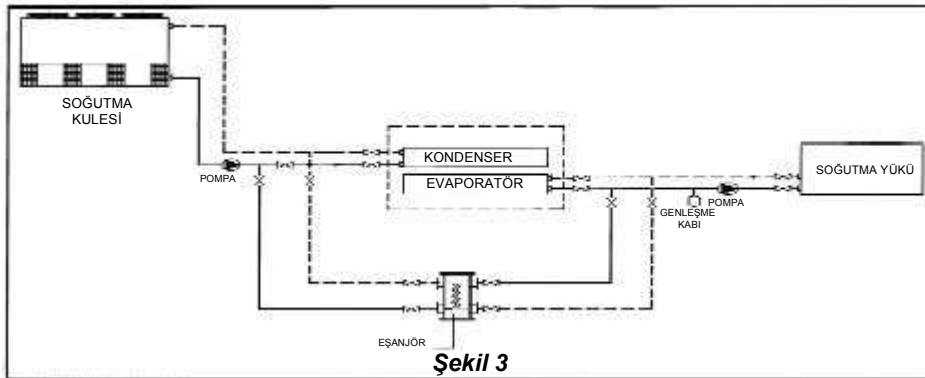 SOĞUTMA
KULESİ
POMPA
KONDENSER
EVAPORATÖR
SOĞUTMA YÜKÜ
GENLEŞME
KABI
POMPA
EŞANJÖR
Şekil 3